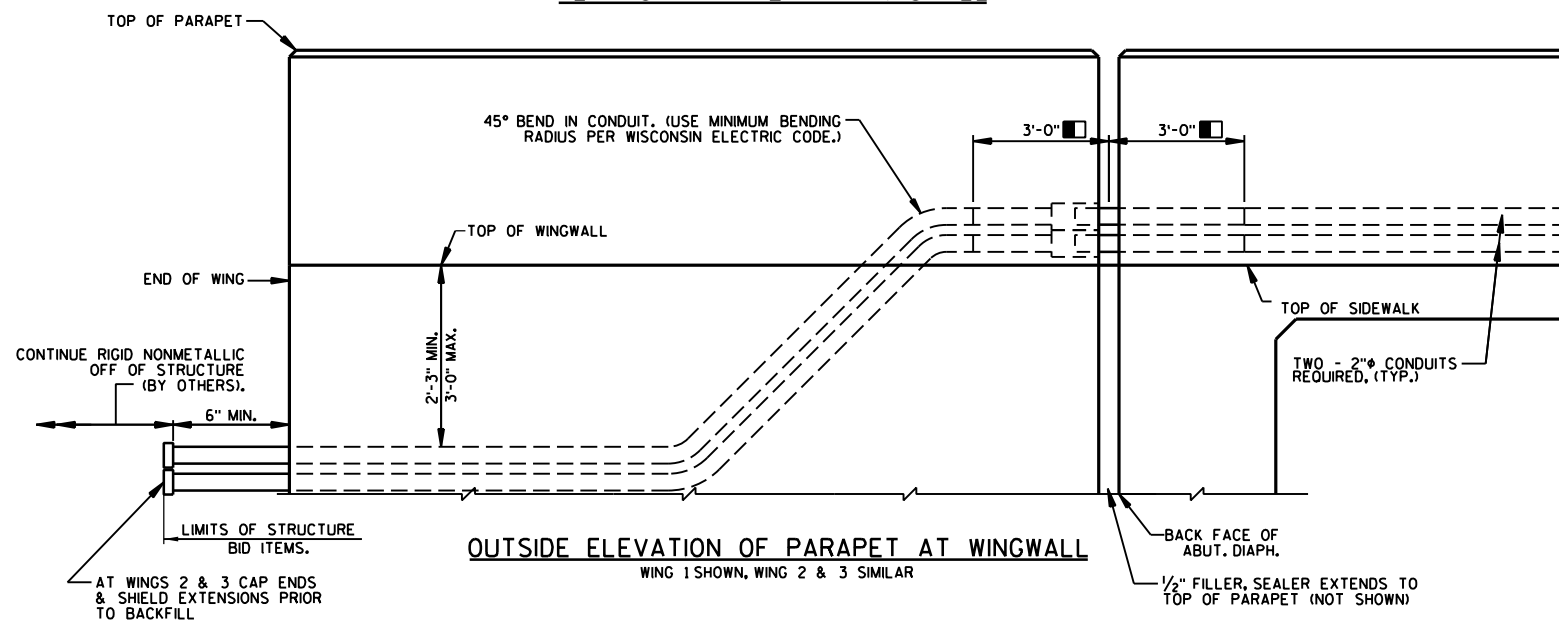 TOP OF PARAPET
45° BEND IN CONDUIT. (USE MINIMUM BENDING
RADIUS PER WISCONSIN ELECTRIC CODE.)
3'-0"
3'-0"
TOP OF WINGWALL
END OF WING
TOP OF SIDEWALK
CONTINUE RIGID NONMETALLIC
OFF OF STRUCTURE
(BY OTHERS).
2'-3" MIN.
3'-0" MAX.
TWO - 2"ϕ CONDUITS
REQUIRED, (TYP.)
6" MIN.
LIMITS OF STRUCTURE
BID ITEMS.
OUTSIDE ELEVATION OF PARAPET AT WINGWALL
WING 1 SHOWN, WING 2 & 3 SIMILAR
BACK FACE OF
ABUT. DIAPH.
AT WINGS 2 & 3 CAP ENDS
& SHIELD EXTENSIONS PRIOR
TO BACKFILL
1/2" FILLER, SEALER EXTENDS TO
TOP OF PARAPET (NOT SHOWN)